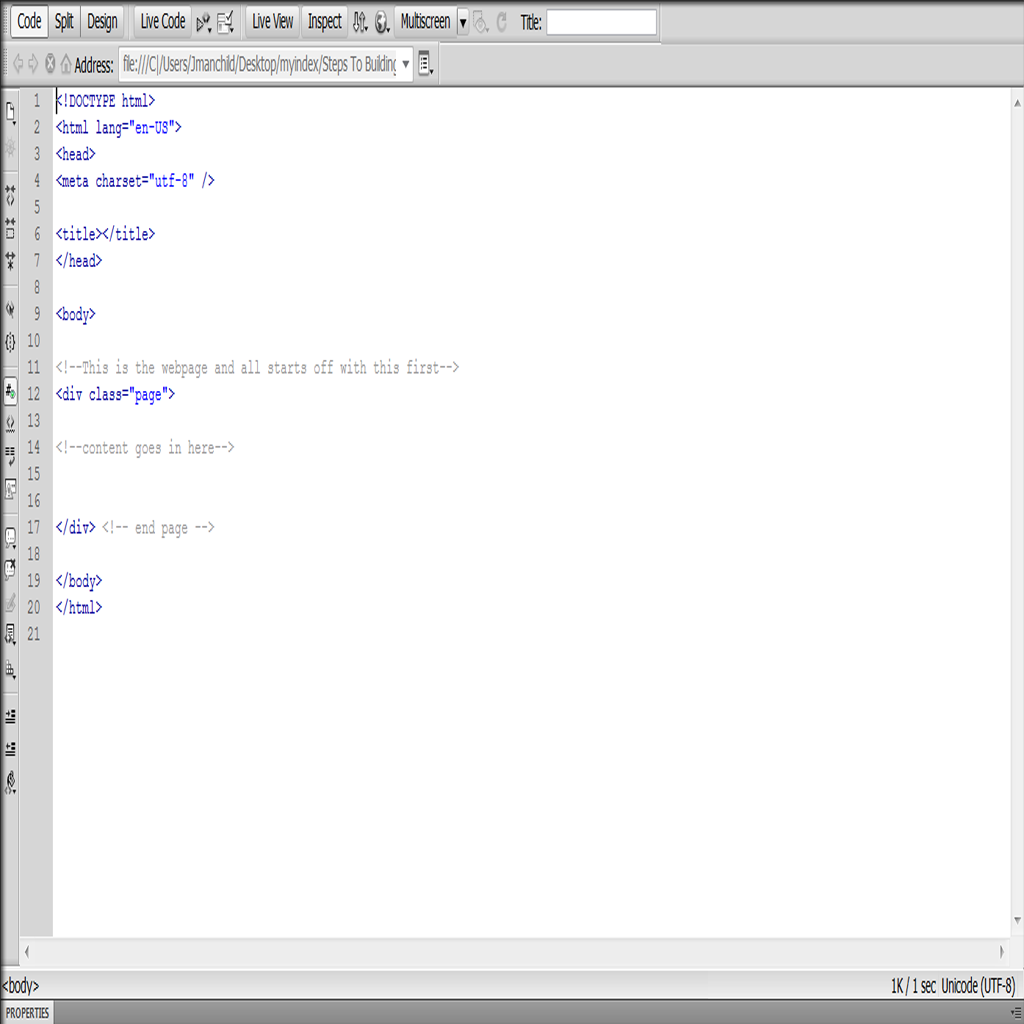 Code Split Design Live Code Live View Inspect Multiscreen Title:
Address: file:///C|/Users/Jmanchild/Desktop/myindex/Steps To Building
1 <!DOCTYPE html>
2 <html lang="en-US">
3 <head>
4 <meta charset="utf-8" />
5
6 <title></title>
7 </head>
8
9 <body>
10
11 <!--This is the webpage and all starts off with this first-->
12 <div class="page">
13
14 <!--content goes in here-->
15
16
17 </div> <!-- end page -->
18
19 </body>
20 </html>
21
<body> 1K / 1 sec Unicode (UTF-8)
PROPERTIES